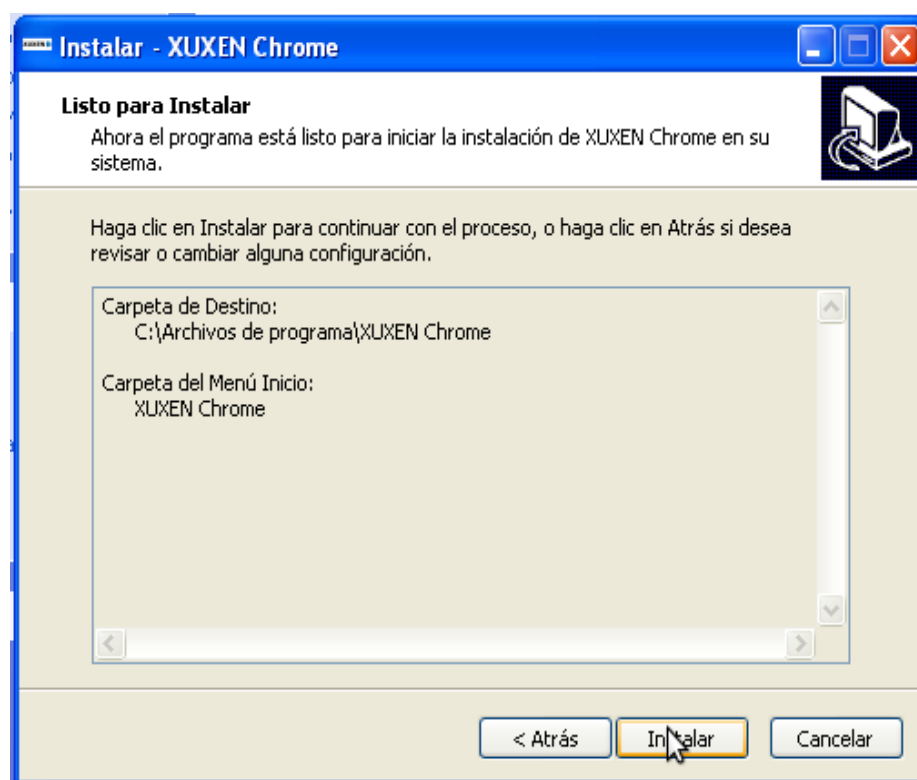 Instalar - XUXEN Chrome
Listo para Instalar
Ahora el programa está listo para iniciar la instalación de XUXEN Chrome en su
sistema.
Haga clic en Instalar para continuar con el proceso, o haga clic en Atrás si desea
revisar o cambiar alguna configuración.
Carpeta de Destino:
C:\Archivos de programa\XUXEN Chrome
Carpeta del Menú Inicio:
XUXEN Chrome
< Atrás
Instalar
Cancelar